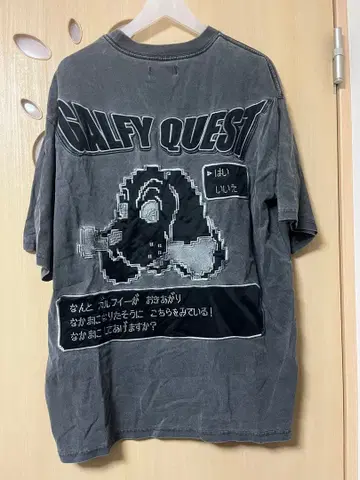 GALFY QUEST
▶はい
いいえ
なんと ガルフィーが おきあがり
なかまになりたそうに こちらをみている!
なかまにしてあげますか?